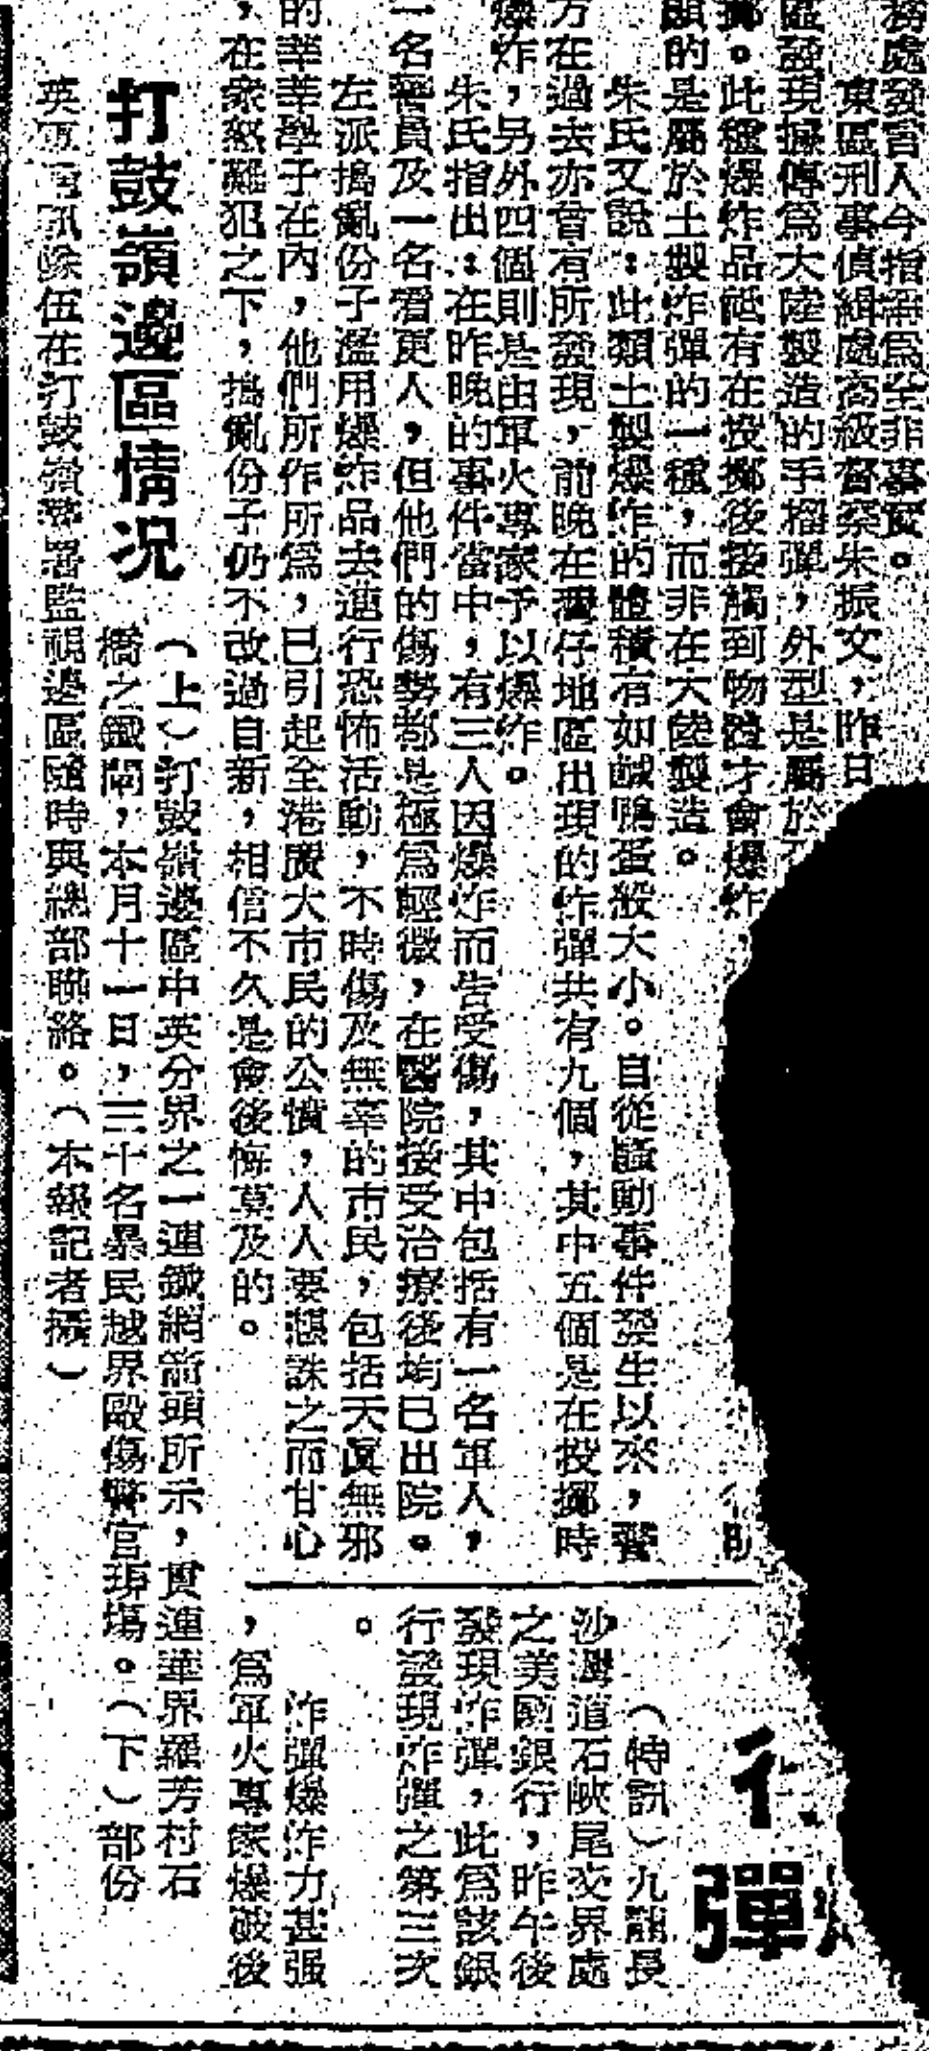 務處發言人今指經爲全非事實。
東區刑事偵緝處高級督察朱振文，昨日
區發現據傳爲大陸製造的手榴彈，外型是屬於
擲。此種爆炸品祗有在投擲後接觸到物體才會爆炸，
類的是屬於土製炸彈的一種，而非在大陸製造。
朱氏又說：此類土製爆炸的體積有如鹹鴨蛋般大小。自從騷動事件發生以來，警
方在過去亦曾有所發現，前晚在灣仔地區出現的炸彈共有九個，其中五個是在投擲時
爆炸，另外四個則是由軍火專家予以爆炸。
朱氏指出：在昨晚的事件當中，有三人因爆炸而告受傷，其中包括有一名軍人，
一名警員及一名看更人，但他們的傷勢都是極爲輕微，在醫院接受治療後均已出院。
左派搗亂份子濫用爆炸品去進行恐怖活動，不時傷及無辜的市民，包括天眞無邪
的莘莘學子在內，他們所作所爲，已引起全港廣大市民的公憤，人人要懲誅之而甘心
，在衆怒難犯之下，搗亂份子仍不改過自新，相信不久是會後悔莫及的。
行
彈
（特訊）九龍長
沙灣道石硤尾交界處
之美國銀行，昨午後
發現炸彈，此爲該銀
行發現炸彈之第三次
。
炸彈爆炸力甚强
，爲軍火專家爆破後
打鼓嶺邊區情況
（上）打鼓嶺邊區中英分界之一連鐵網箭頭所示，貫連華界羅芳村石
橋之鐵閘，本月十一日，三十名暴民越界毆傷警官現塲。（下）部份
英軍電訊隊伍在打鼓嶺警署監視邊區隨時與總部聯絡。（本報記者攝）